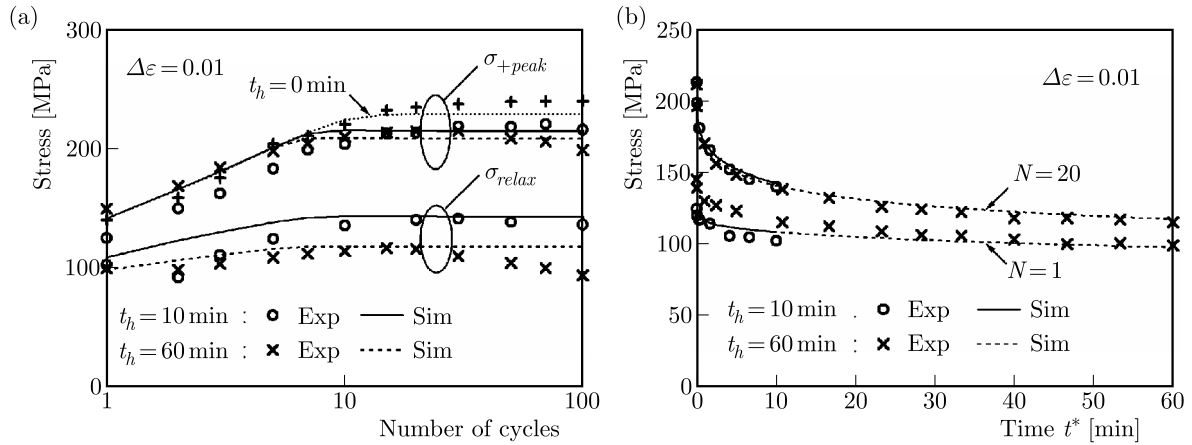 (a)
300
200
100
0
Stress [MPa]
Δε = 0.01
t_h = 0 min
σ_{+peak}
σ_{relax}
t_h = 10 min : Exp Sim
t_h = 60 min : Exp Sim
1 10 100
Number of cycles
(b)
250
200
150
100
50
0
Stress [MPa]
Δε = 0.01
N = 20
N = 1
t_h = 10 min : Exp Sim
t_h = 60 min : Exp Sim
0 10 20 30 40 50 60
Time t* [min]